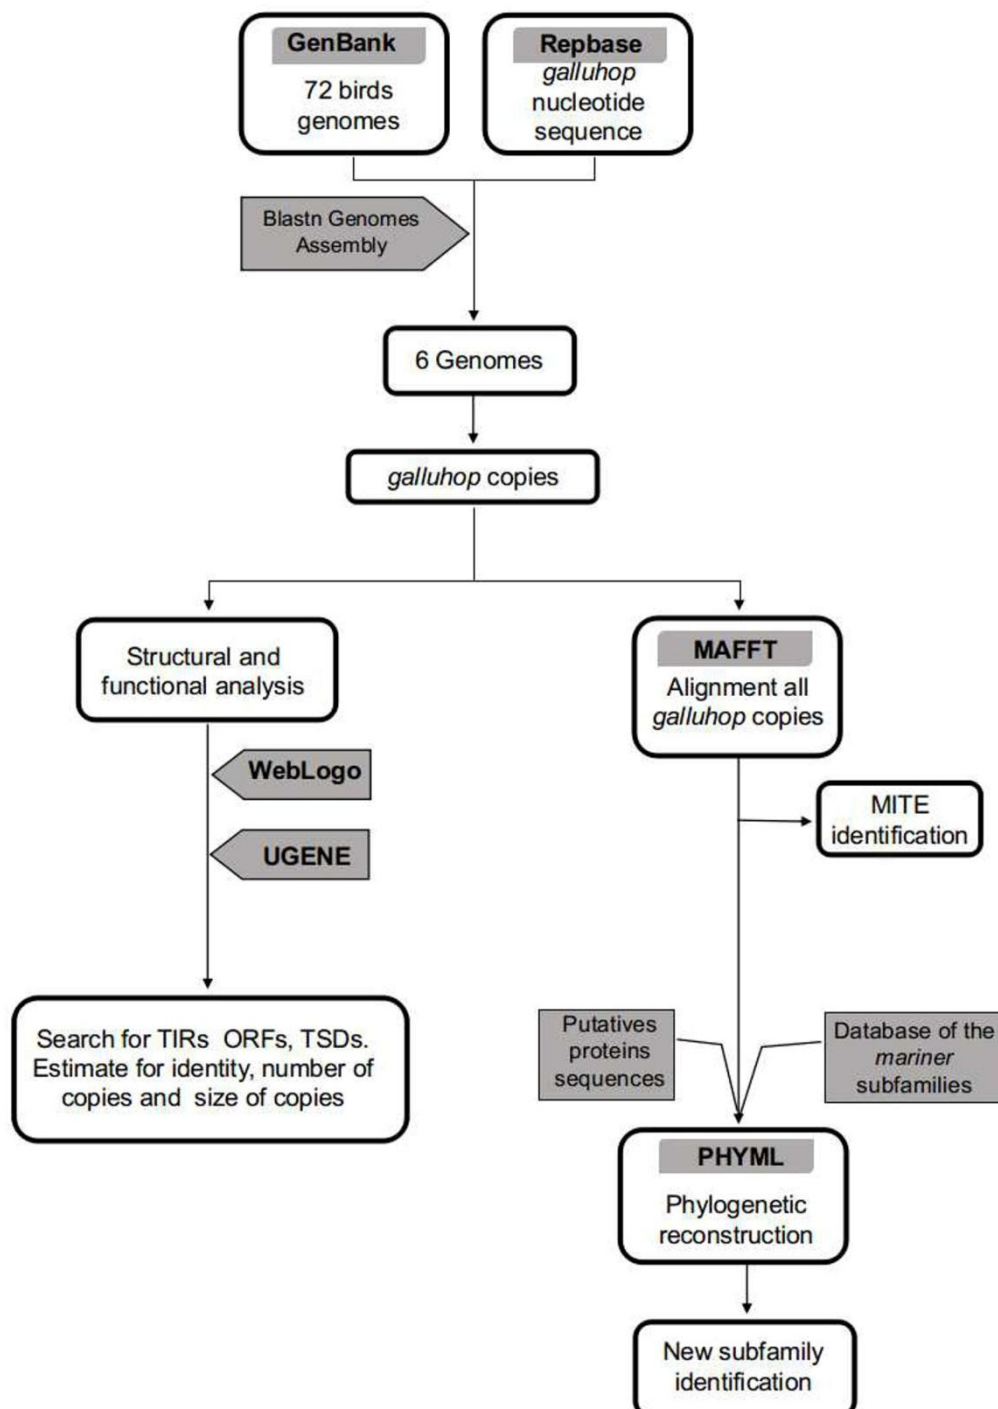 GenBank
72 birds
genomes
Repbase
galluhop
nucleotide
sequence
Blastn Genomes
Assembly
6 Genomes
galluhop copies
Structural and
functional analysis
WebLogo
UGENE
Search for TIRs ORFs, TSDs.
Estimate for identity, number of
copies and size of copies
MAFFT
Alignment all
galluhop copies
MITE
identification
Putatives
proteins
sequences
Database of the
mariner
subfamilies
PHYML
Phylogenetic
reconstruction
New subfamily
identification